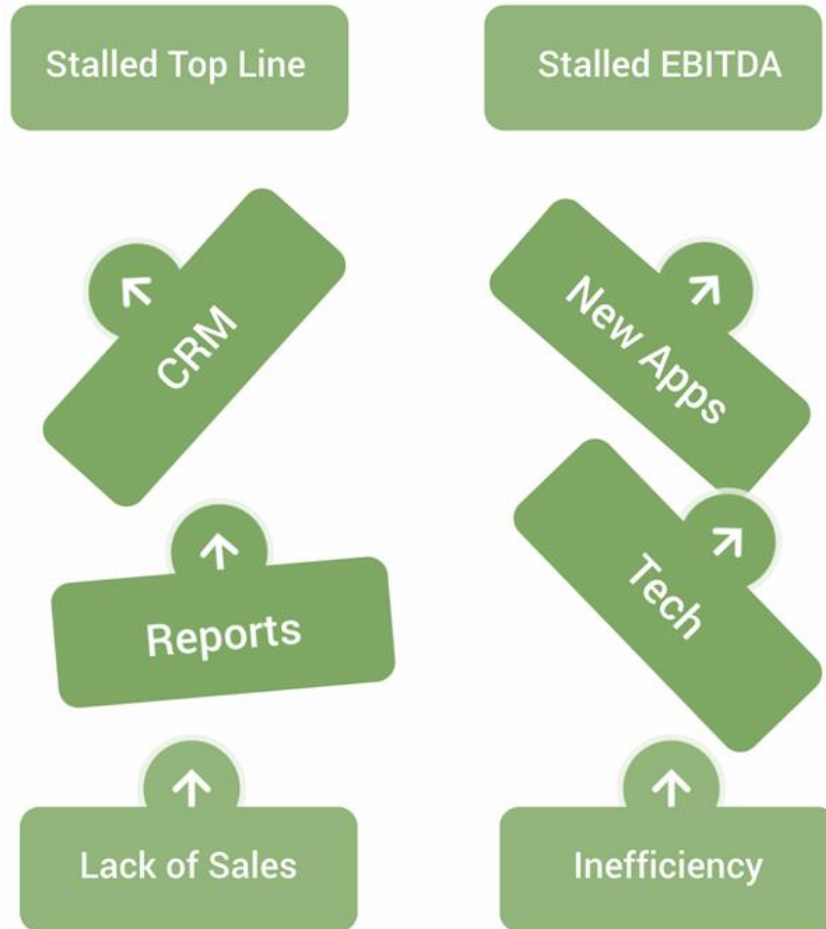 Stalled Top Line
Stalled EBITDA
CRM
New Apps
Reports
Tech
Lack of Sales
Inefficiency